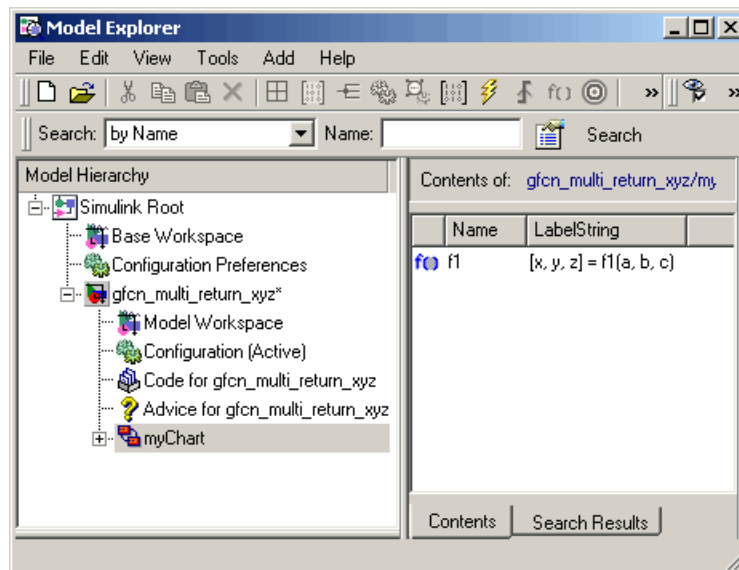 Model Explorer
File Edit View Tools Add Help
f() » »
Search: by Name Name: Search
Model Hierarchy
Simulink Root
Base Workspace
Configuration Preferences
gfcn_multi_return_xyz*
Model Workspace
Configuration (Active)
Code for gfcn_multi_return_xyz
Advice for gfcn_multi_return_xyz
myChart
Contents of: gfcn_multi_return_xyz/my
Name LabelString
f() f1 [x, y, z] = f1(a, b, c)
Contents Search Results